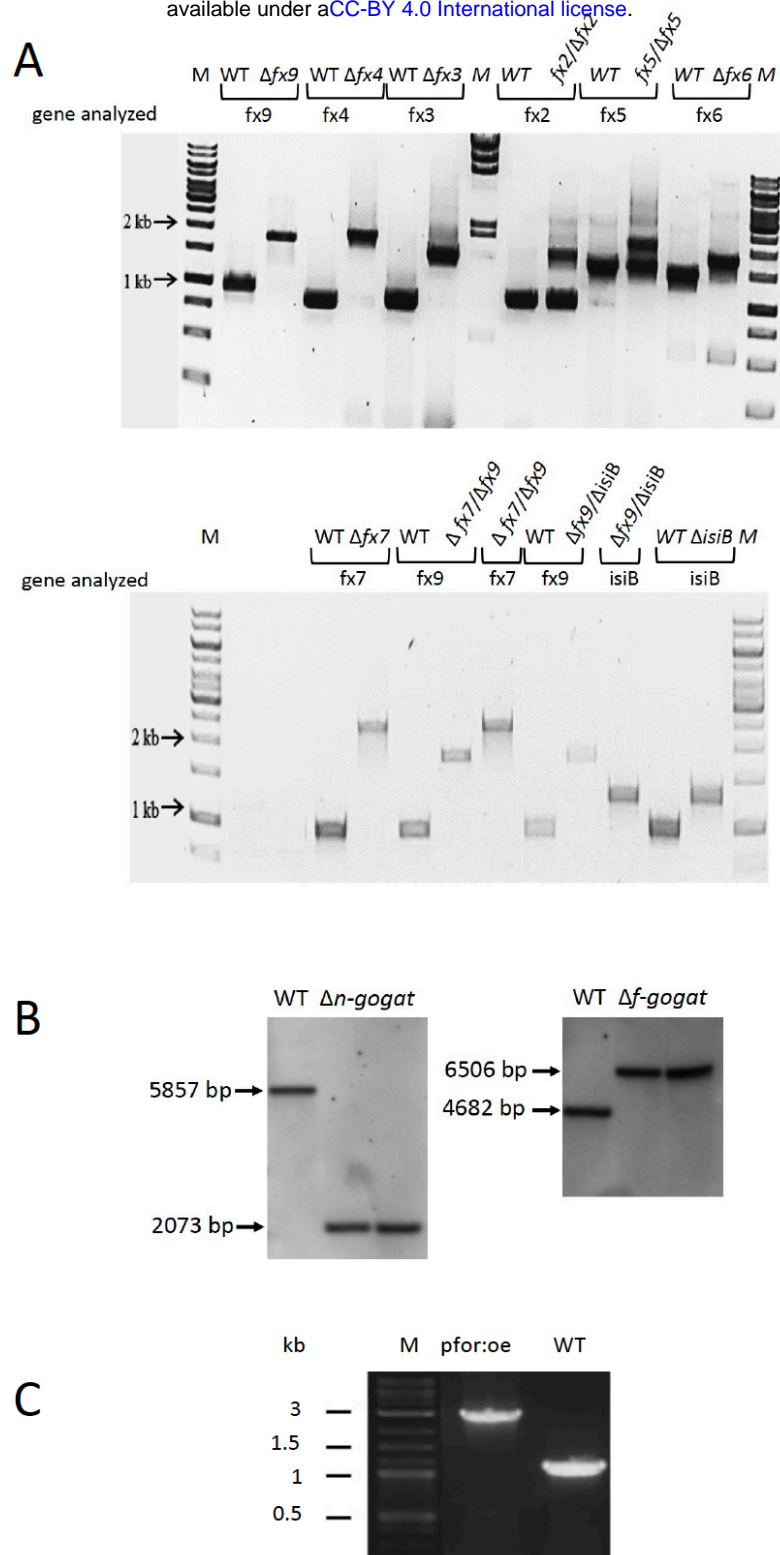 available under aCC-BY 4.0 International license.
A
M WT Δfx9 WT Δfx4 WT Δfx3 M WT fx2/Δfx2 WT fx5/Δfx5 WT Δfx6 M
gene analyzed fx9 fx4 fx3 fx2 fx5 fx6
2 kb
1 kb
M WT Δfx7 WT Δfx7/Δfx9 Δfx7/Δfx9 WT Δfx9/ΔisiB Δfx9/ΔisiB WT ΔisiB M
gene analyzed fx7 fx9 fx7 fx9 isiB isiB
2 kb
1 kb
B
WT Δn-gogat WT Δf-gogat
5857 bp
2073 bp
6506 bp
4682 bp
C
kb M pfor:oe WT
3
1.5
1
0.5